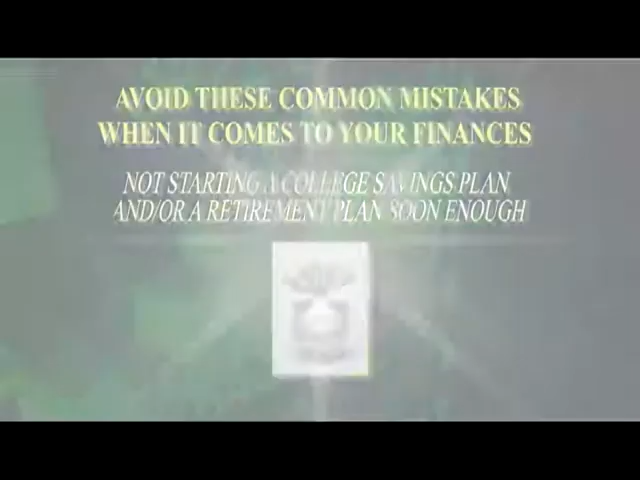 AVOID THESE COMMON MISTAKES
WHEN IT COMES TO YOUR FINANCES
NOT STARTING A COLLEGE SAVINGS PLAN
AND/OR A RETIREMENT PLAN SOON ENOUGH